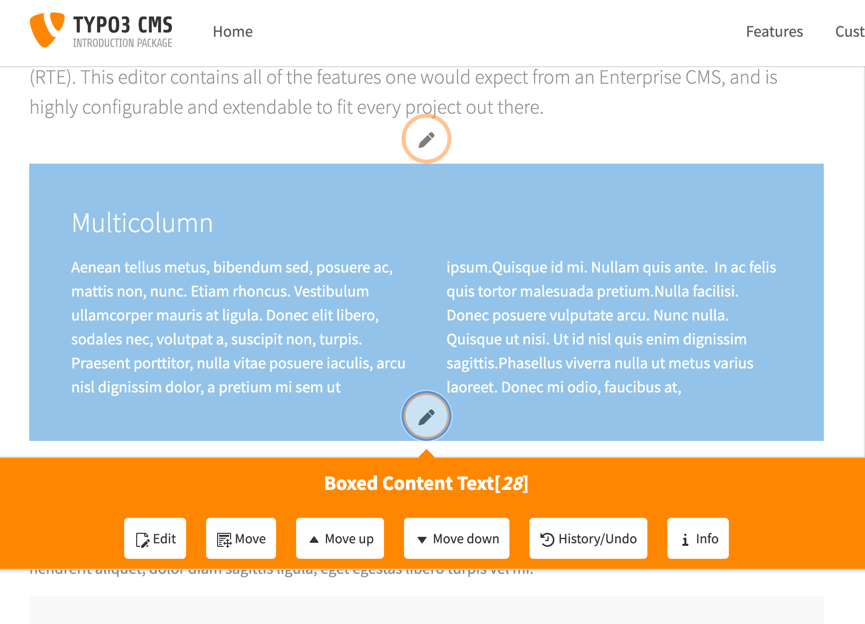 TYPO3 CMS
INTRODUCTION PACKAGE
Home
Features
Cust
(RTE). This editor contains all of the features one would expect from an Enterprise CMS, and is
highly configurable and extendable to fit every project out there.
Multicolumn
Aenean tellus metus, bibendum sed, posuere ac,
mattis non, nunc. Etiam rhoncus. Vestibulum
ullamcorper mauris at ligula. Donec elit libero,
sodales nec, volutpat a, suscipit non, turpis.
Praesent porttitor, nulla vitae posuere iaculis, arcu
nisl dignissim dolor, a pretium mi sem ut
ipsum.Quisque id mi. Nullam quis ante.  In ac felis
quis tortor malesuada pretium.Nulla facilisi.
Donec posuere vulputate arcu. Nunc nulla.
Quisque ut nisi. Ut id nisl quis enim dignissim
sagittis.Phasellus viverra nulla ut metus varius
laoreet. Donec mi odio, faucibus at,
Boxed Content Text[28]
Edit
Move
Move up
Move down
History/Undo
Info
hendrerit aliquet, dolor diam sagittis ligula, eget egestas libero turpis vel mi.